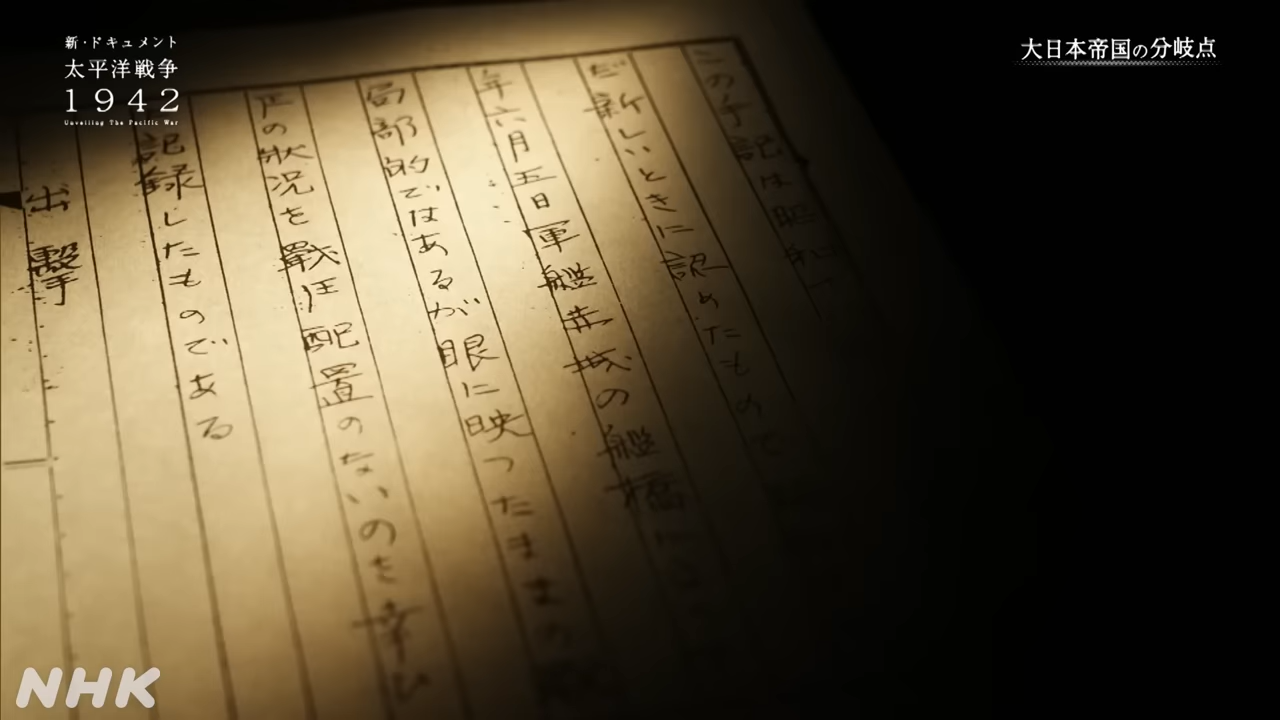 新・ドキュメント
太平洋戦争
1942
Unveiling The Pacific War
大日本帝国の分岐点
この手記は昭和
だ新しいときに認めたもので
年六月五日軍艦赤城の艦橋に
局部的ではあるが眼に映ったままの
正の状況を戦斗配置のないのを幸ひ
記録したものである
出撃
NHK